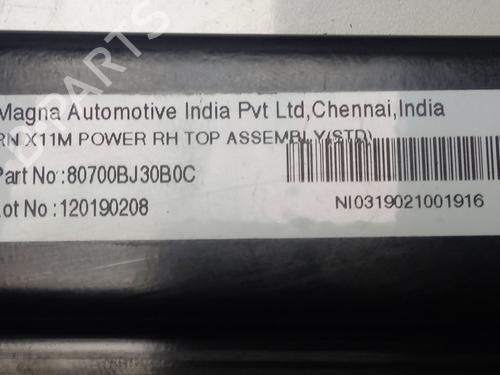 Magna Automotive India Pvt Ltd,Chennai,India
RN X11M POWER RH TOP ASSEMBLY(STD)
Part No :80700BJ30B0C
Lot No : 120190208
NI0319021001916
PARTS